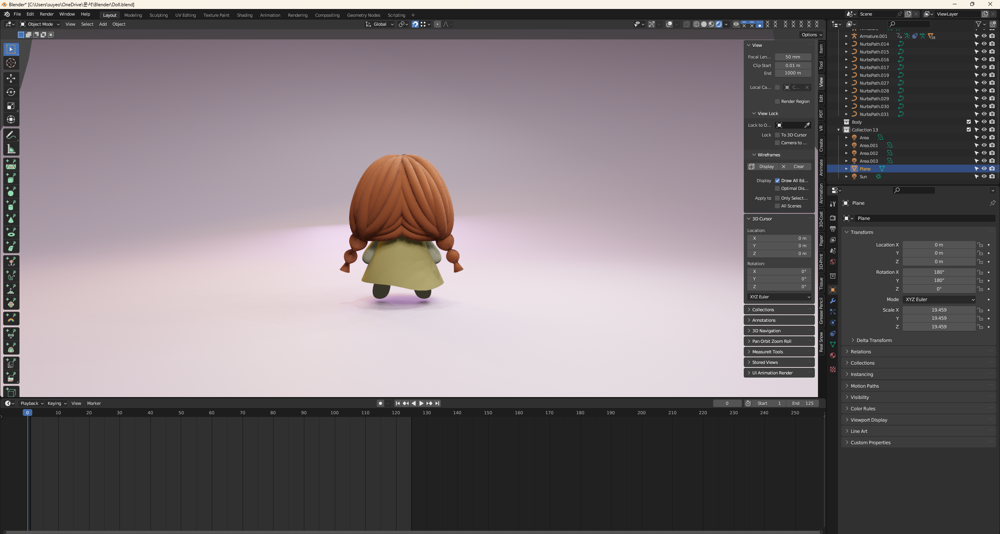 Blender* [C:\Users\suyeo\OneDrive\문서\Blender\Doll.blend]
File Edit Render Window Help Layout Modeling Sculpting UV Editing Texture Paint Shading Animation Rendering Compositing Geometry Nodes Scripting + Scene ViewLayer
Object Mode View Select Add Object Global
Options
View
Focal Len... 50 mm
Clip Start 0.01 m
End 1000 m
Local Ca... C...
Render Region
View Lock
Lock to O...
Lock To 3D Cursor
Camera to ...
Wireframes
Display Clear
Display Draw All Ed...
Optimal Dis...
Apply to Only Select...
All Scenes
3D Cursor
Location:
X 0 m
Y 0 m
Z 0 m
Rotation:
X 0°
Y 0°
Z 0°
XYZ Euler
Collections
Annotations
3D Navigation
Pan Orbit Zoom Roll
MeasureIt Tools
Stored Views
UI Animation Render
Item
Tool
View
Edit
PDT
VR
Create
Animate
Animation
3D-Coat
Paper
3D-Print
Tissue
Grease Pencil
Real Snow
Armature
Armature.001 28
NurbsPath.014
NurbsPath.015
NurbsPath.016
NurbsPath.017
NurbsPath.019
NurbsPath.027
NurbsPath.028
NurbsPath.029
NurbsPath.030
NurbsPath.031
Body
Collection 13
Area
Area.001
Area.002
Area.003
Plane
Sun
Plane
Plane
Transform
Location X 0 m
Y 0 m
Z 0 m
Rotation X 180°
Y 180°
Z 0°
Mode XYZ Euler
Scale X 19.459
Y 19.459
Z 19.459
Delta Transform
Relations
Collections
Instancing
Motion Paths
Visibility
Color Rules
Viewport Display
Line Art
Custom Properties
Playback Keying View Marker 0 Start 1 End 125
0 10 20 30 40 50 60 70 80 90 100 110 120 130 140 150 160 170 180 190 200 210 220 230 240 250